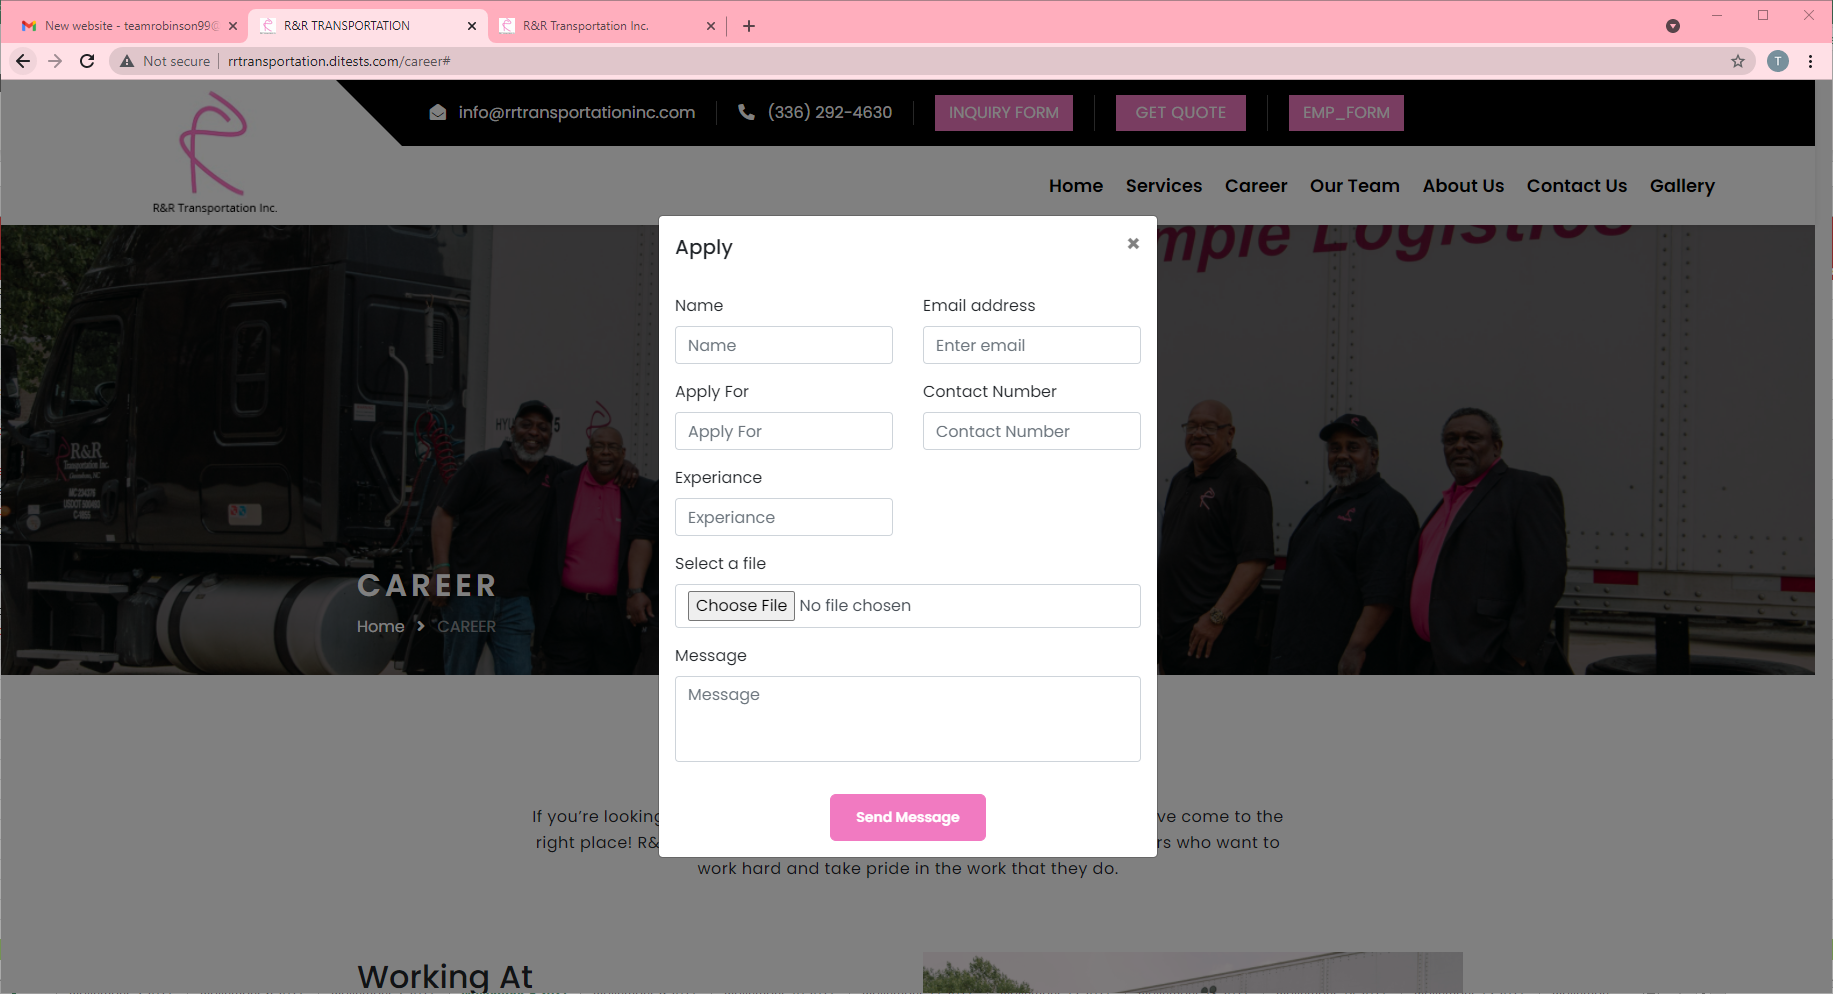 New website - teamrobinson99@
R&R TRANSPORTATION
R&R Transportation Inc.
Not secure
rrtransportation.ditests.com/career#
T
info@rrtransportationinc.com
(336) 292-4630
INQUIRY FORM
GET QUOTE
EMP_FORM
R&R Transportation Inc.
Home
Services
Career
Our Team
About Us
Contact Us
Gallery
mple Logistics
R&R
Transportation Inc.
HYU
5
CAREER
Home
CAREER
Apply
Name
Email address
Name
Enter email
Apply For
Contact Number
Apply For
Contact Number
Experiance
Experiance
Select a file
Choose File No file chosen
Message
Message
Send Message
If you’re looking
ve come to the
right place! R&
rs who want to
work hard and take pride in the work that they do.
Working At